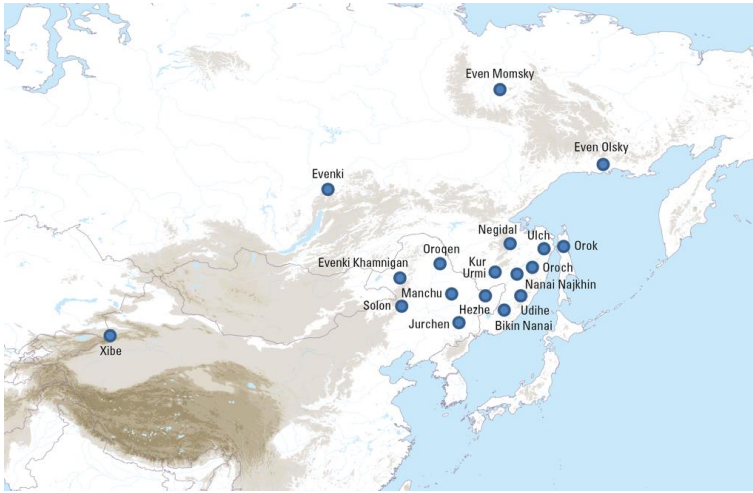 Even Momsky
Even Olsky
Evenki
Negidal
Ulch
Orok
Oroqen
Kur
Urmi
Oroch
Evenki Khamnigan
Nanai Najkhin
Manchu
Solon
Hezhe
Udihe
Jurchen
Bikin Nanai
Xibe